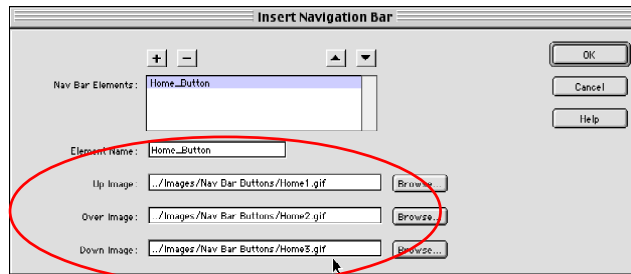 Insert Navigation Bar
+ −
OK
Nav Bar Elements: Home_Button
Cancel
Help
Element Name: Home_Button
Up Image: ../Images/Nav Bar Buttons/Home1.gif Browse...
Over Image: ../Images/Nav Bar Buttons/Home2.gif Browse...
Down Image: ../Images/Nav Bar Buttons/Home3.gif Browse...